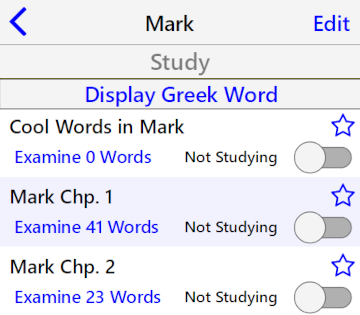 Mark Edit
Study
Display Greek Word
Cool Words in Mark
Examine 0 Words Not Studying
Mark Chp. 1
Examine 41 Words Not Studying
Mark Chp. 2
Examine 23 Words Not Studying